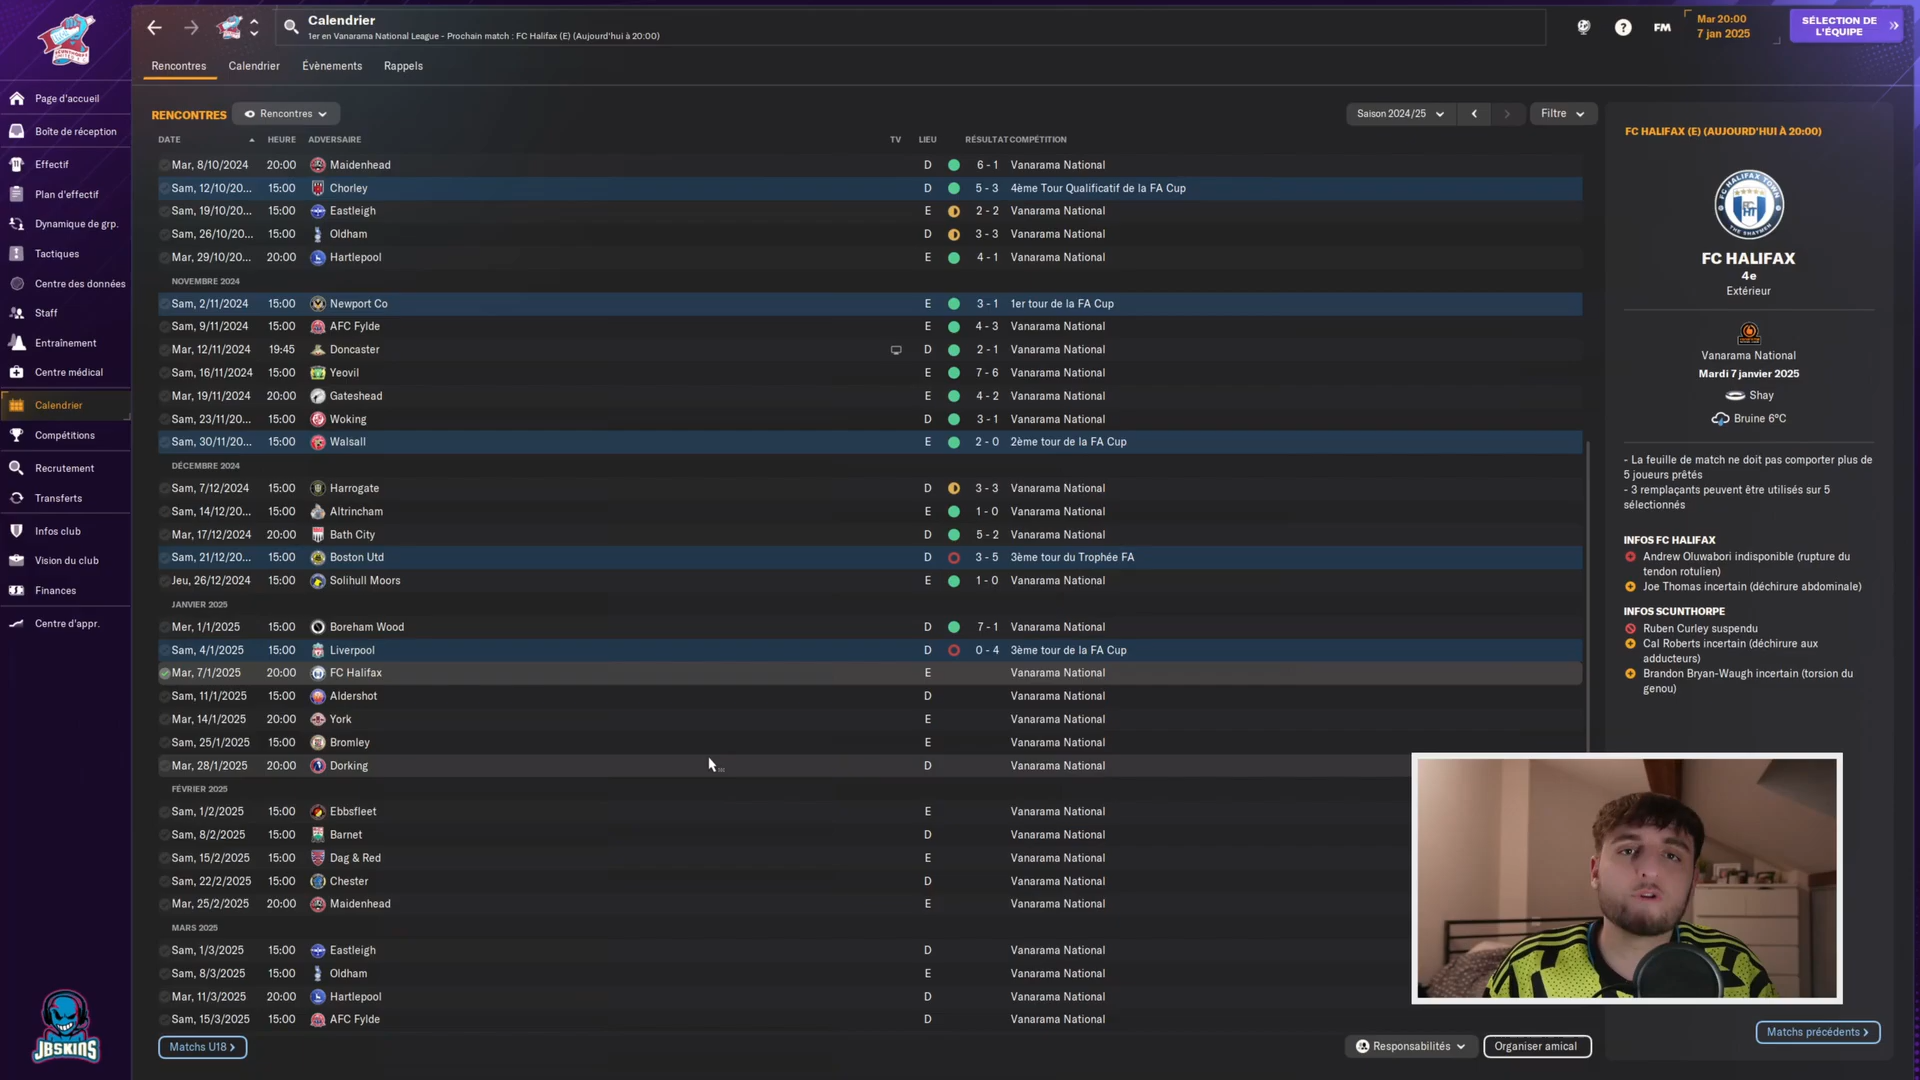 Calendrier
1er en Vanarama National League - Prochain match : FC Halifax (E) (Aujourd'hui à 20:00)
FM
Mar 20:00
7 jan 2025
SÉLECTION DE
L'ÉQUIPE
Rencontres Calendrier Évènements Rappels
Page d'accueil
Boîte de réception
Effectif
Plan d'effectif
Dynamique de grp.
Tactiques
Centre des données
Staff
Entraînement
Centre médical
Calendrier
Compétitions
Recrutement
Transferts
Infos club
Vision du club
Finances
Centre d'appr.
JBSKINS
RENCONTRES Rencontres Saison 2024/25 Filtre
DATE HEURE ADVERSAIRE TV LIEU RÉSULTAT COMPÉTITION
Mar, 8/10/2024 20:00 Maidenhead D 6 - 1 Vanarama National
Sam, 12/10/20... 15:00 Chorley D 5 - 3 4ème Tour Qualificatif de la FA Cup
Sam, 19/10/20... 15:00 Eastleigh E 2 - 2 Vanarama National
Sam, 26/10/20... 15:00 Oldham D 3 - 3 Vanarama National
Mar, 29/10/20... 20:00 Hartlepool E 4 - 1 Vanarama National
NOVEMBRE 2024
Sam, 2/11/2024 15:00 Newport Co E 3 - 1 1er tour de la FA Cup
Sam, 9/11/2024 15:00 AFC Fylde E 4 - 3 Vanarama National
Mar, 12/11/2024 19:45 Doncaster D 2 - 1 Vanarama National
Sam, 16/11/2024 15:00 Yeovil E 7 - 6 Vanarama National
Mar, 19/11/2024 20:00 Gateshead E 4 - 2 Vanarama National
Sam, 23/11/20... 15:00 Woking D 3 - 1 Vanarama National
Sam, 30/11/20... 15:00 Walsall E 2 - 0 2ème tour de la FA Cup
DÉCEMBRE 2024
Sam, 7/12/2024 15:00 Harrogate D 3 - 3 Vanarama National
Sam, 14/12/20... 15:00 Altrincham E 1 - 0 Vanarama National
Mar, 17/12/2024 20:00 Bath City D 5 - 2 Vanarama National
Sam, 21/12/20... 15:00 Boston Utd D 3 - 5 3ème tour du Trophée FA
Jeu, 26/12/2024 15:00 Solihull Moors E 1 - 0 Vanarama National
JANVIER 2025
Mer, 1/1/2025 15:00 Boreham Wood D 7 - 1 Vanarama National
Sam, 4/1/2025 15:00 Liverpool D 0 - 4 3ème tour de la FA Cup
Mar, 7/1/2025 20:00 FC Halifax E Vanarama National
Sam, 11/1/2025 15:00 Aldershot D Vanarama National
Mar, 14/1/2025 20:00 York E Vanarama National
Sam, 25/1/2025 15:00 Bromley E Vanarama National
Mar, 28/1/2025 20:00 Dorking D Vanarama National
FÉVRIER 2025
Sam, 1/2/2025 15:00 Ebbsfleet E Vanarama National
Sam, 8/2/2025 15:00 Barnet D Vanarama National
Sam, 15/2/2025 15:00 Dag & Red E Vanarama National
Sam, 22/2/2025 15:00 Chester D Vanarama National
Mar, 25/2/2025 20:00 Maidenhead E Vanarama National
MARS 2025
Sam, 1/3/2025 15:00 Eastleigh D Vanarama National
Sam, 8/3/2025 15:00 Oldham E Vanarama National
Mar, 11/3/2025 20:00 Hartlepool D Vanarama National
Sam, 15/3/2025 15:00 AFC Fylde D Vanarama National
Matchs U18 Responsabilités Organiser amical
FC HALIFAX (E) (AUJOURD'HUI À 20:00)
FC HALIFAX TOWN
THE SHAYMEN
FC HALIFAX
4e
Extérieur
Vanarama National
Mardi 7 janvier 2025
Shay
Bruine 6°C
- La feuille de match ne doit pas comporter plus de
5 joueurs prêtés
- 3 remplaçants peuvent être utilisés sur 5
sélectionnés
INFOS FC HALIFAX
Andrew Oluwabori indisponible (rupture du
tendon rotulien)
Joe Thomas incertain (déchirure abdominale)
INFOS SCUNTHORPE
Ruben Curley suspendu
Cal Roberts incertain (déchirure aux
adducteurs)
Brandon Bryan-Waugh incertain (torsion du
genou)
Matchs précédents